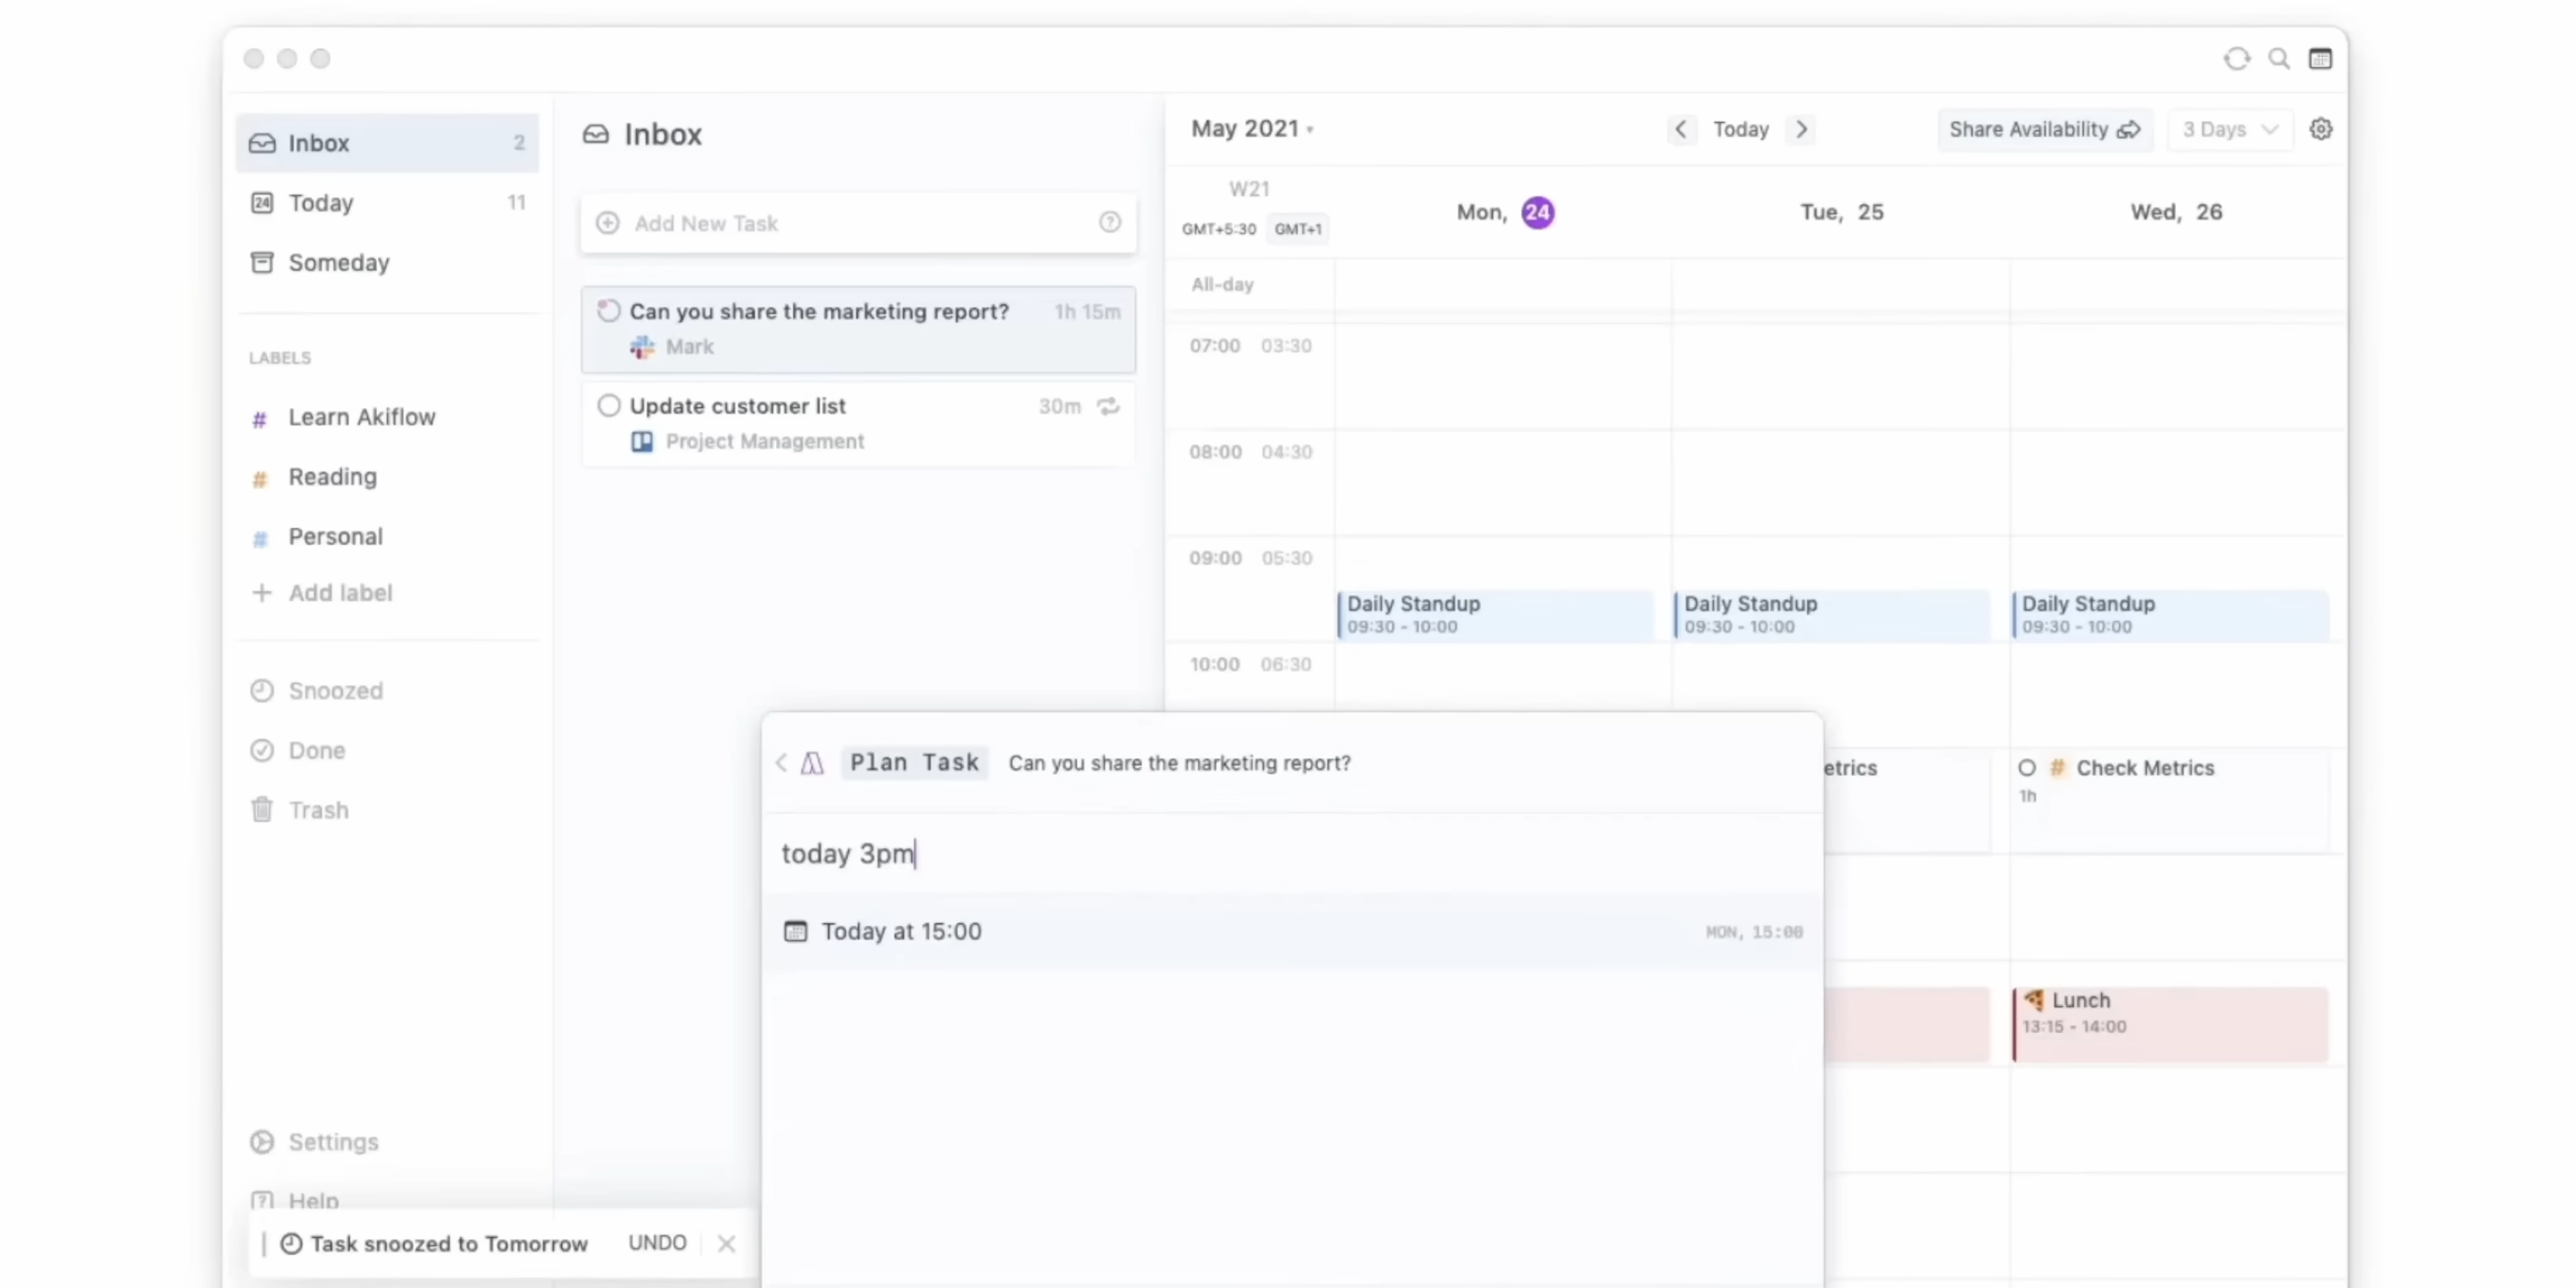 Inbox 2
24 Today 11
Someday
LABELS
# Learn Akiflow
# Reading
# Personal
+ Add label
Snoozed
Done
Trash
Settings
? Help
Task snoozed to Tomorrow UNDO
Inbox
Add New Task ?
Can you share the marketing report? 1h 15m
Mark
Update customer list 30m
Project Management
May 2021
Today
Share Availability
3 Days
W21
GMT+5:30 GMT+1
Mon, 24
Tue, 25
Wed, 26
All-day
07:00 03:30
08:00 04:30
09:00 05:30
Daily Standup
09:30 - 10:00
Daily Standup
09:30 - 10:00
Daily Standup
09:30 - 10:00
10:00 06:30
etrics
# Check Metrics
1h
Lunch
13:15 - 14:00
Plan Task Can you share the marketing report?
today 3pm
Today at 15:00 MON, 15:00